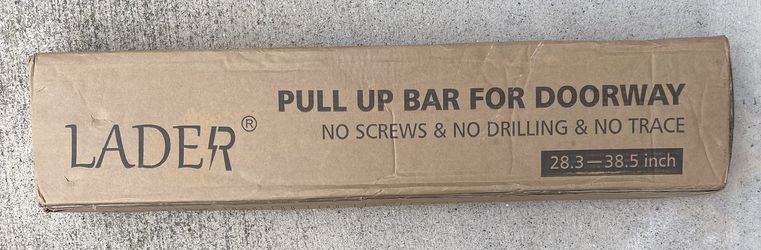 LADER®
PULL UP BAR FOR DOORWAY
NO SCREWS & NO DRILLING & NO TRACE
28.3—38.5 inch